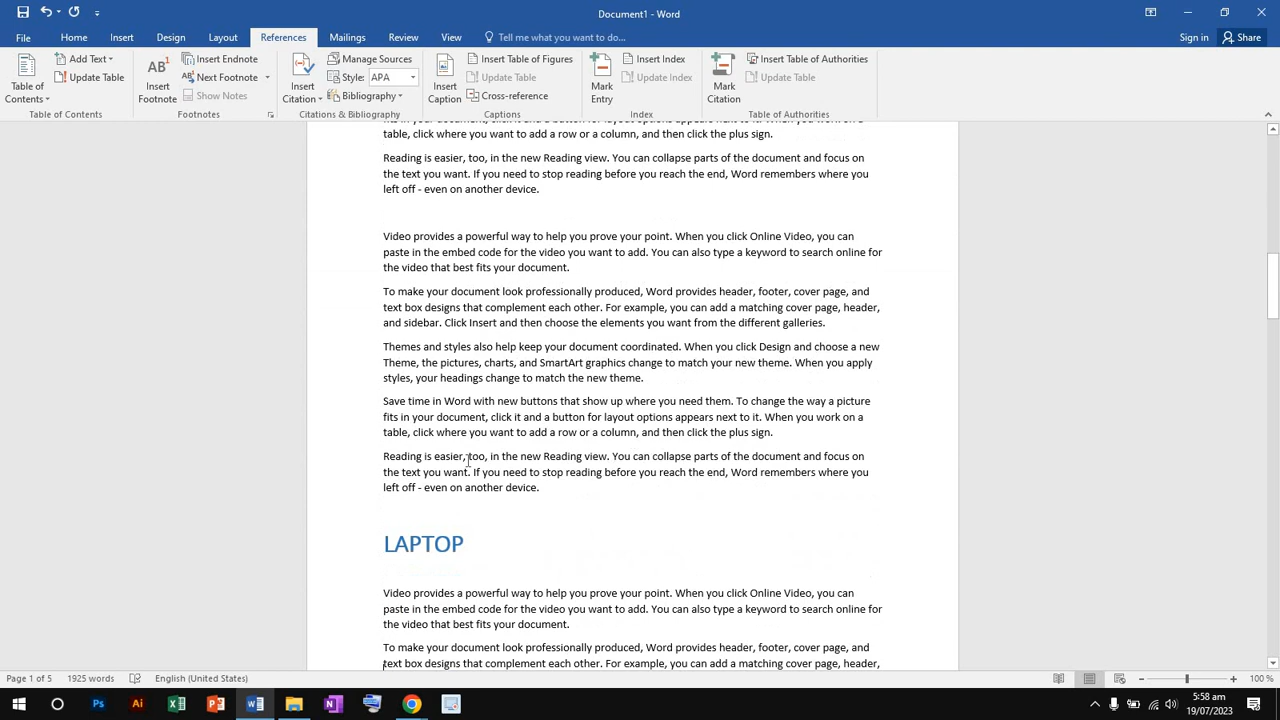 Document1 - Word
File Home Insert Design Layout References Mailings Review View Tell me what you want to do... Sign in Share
Table of Contents
Add Text
Update Table
Table of Contents
AB¹
Insert Footnote
Insert Endnote
Next Footnote
Show Notes
Footnotes
Insert Citation
Manage Sources
Style: APA
Bibliography
Citations & Bibliography
Insert Caption
Insert Table of Figures
Update Table
Cross-reference
Captions
Mark Entry
Insert Index
Update Index
Index
Mark Citation
Insert Table of Authorities
Update Table
Table of Authorities
table, click where you want to add a row or a column, and then click the plus sign.
Reading is easier, too, in the new Reading view. You can collapse parts of the document and focus on
the text you want. If you need to stop reading before you reach the end, Word remembers where you
left off - even on another device.
Video provides a powerful way to help you prove your point. When you click Online Video, you can
paste in the embed code for the video you want to add. You can also type a keyword to search online for
the video that best fits your document.
To make your document look professionally produced, Word provides header, footer, cover page, and
text box designs that complement each other. For example, you can add a matching cover page, header,
and sidebar. Click Insert and then choose the elements you want from the different galleries.
Themes and styles also help keep your document coordinated. When you click Design and choose a new
Theme, the pictures, charts, and SmartArt graphics change to match your new theme. When you apply
styles, your headings change to match the new theme.
Save time in Word with new buttons that show up where you need them. To change the way a picture
fits in your document, click it and a button for layout options appears next to it. When you work on a
table, click where you want to add a row or a column, and then click the plus sign.
Reading is easier, too, in the new Reading view. You can collapse parts of the document and focus on
the text you want. If you need to stop reading before you reach the end, Word remembers where you
left off - even on another device.
LAPTOP
Video provides a powerful way to help you prove your point. When you click Online Video, you can
paste in the embed code for the video you want to add. You can also type a keyword to search online for
the video that best fits your document.
To make your document look professionally produced, Word provides header, footer, cover page, and
text box designs that complement each other. For example, you can add a matching cover page, header,
Page 1 of 5 1925 words English (United States) 100 %
Ps Ai
5:58 am
19/07/2023